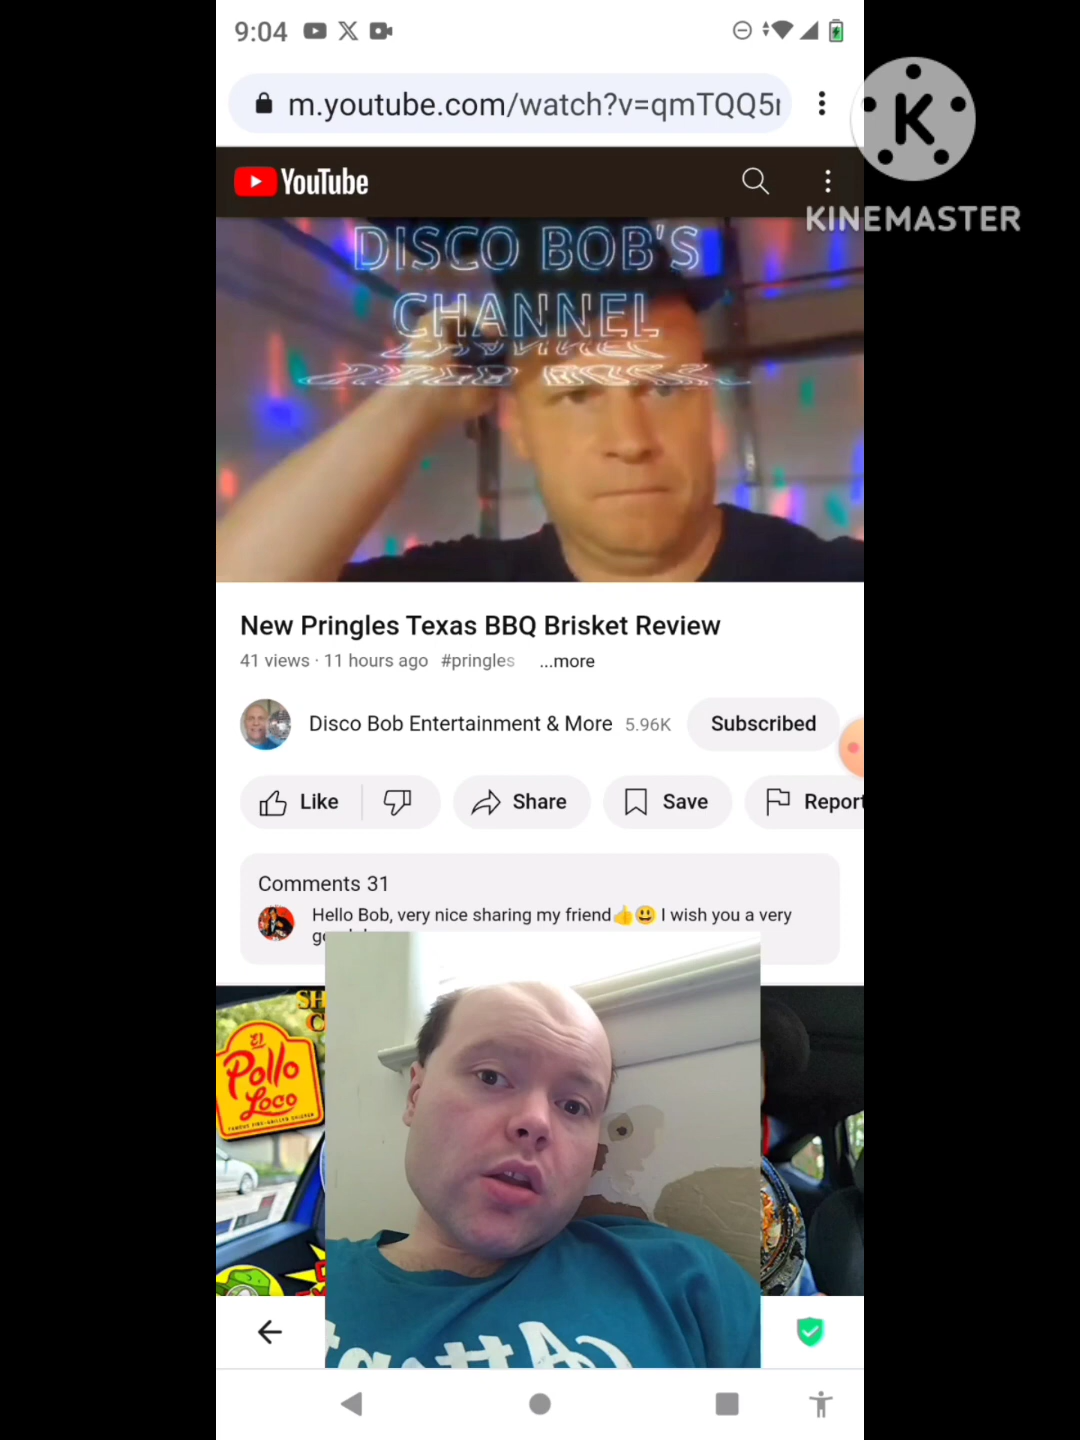 9:04
m.youtube.com/watch?v=qmTQQ5
K
KINEMASTER
YouTube
DISCO BOB'S
CHANNEL
New Pringles Texas BBQ Brisket Review
41 views · 11 hours ago #pringles ...more
Disco Bob Entertainment & More 5.96K Subscribed
Like Share Save Report
Comments 31
Hello Bob, very nice sharing my friend👍😃 I wish you a very
El
Pollo
Loco